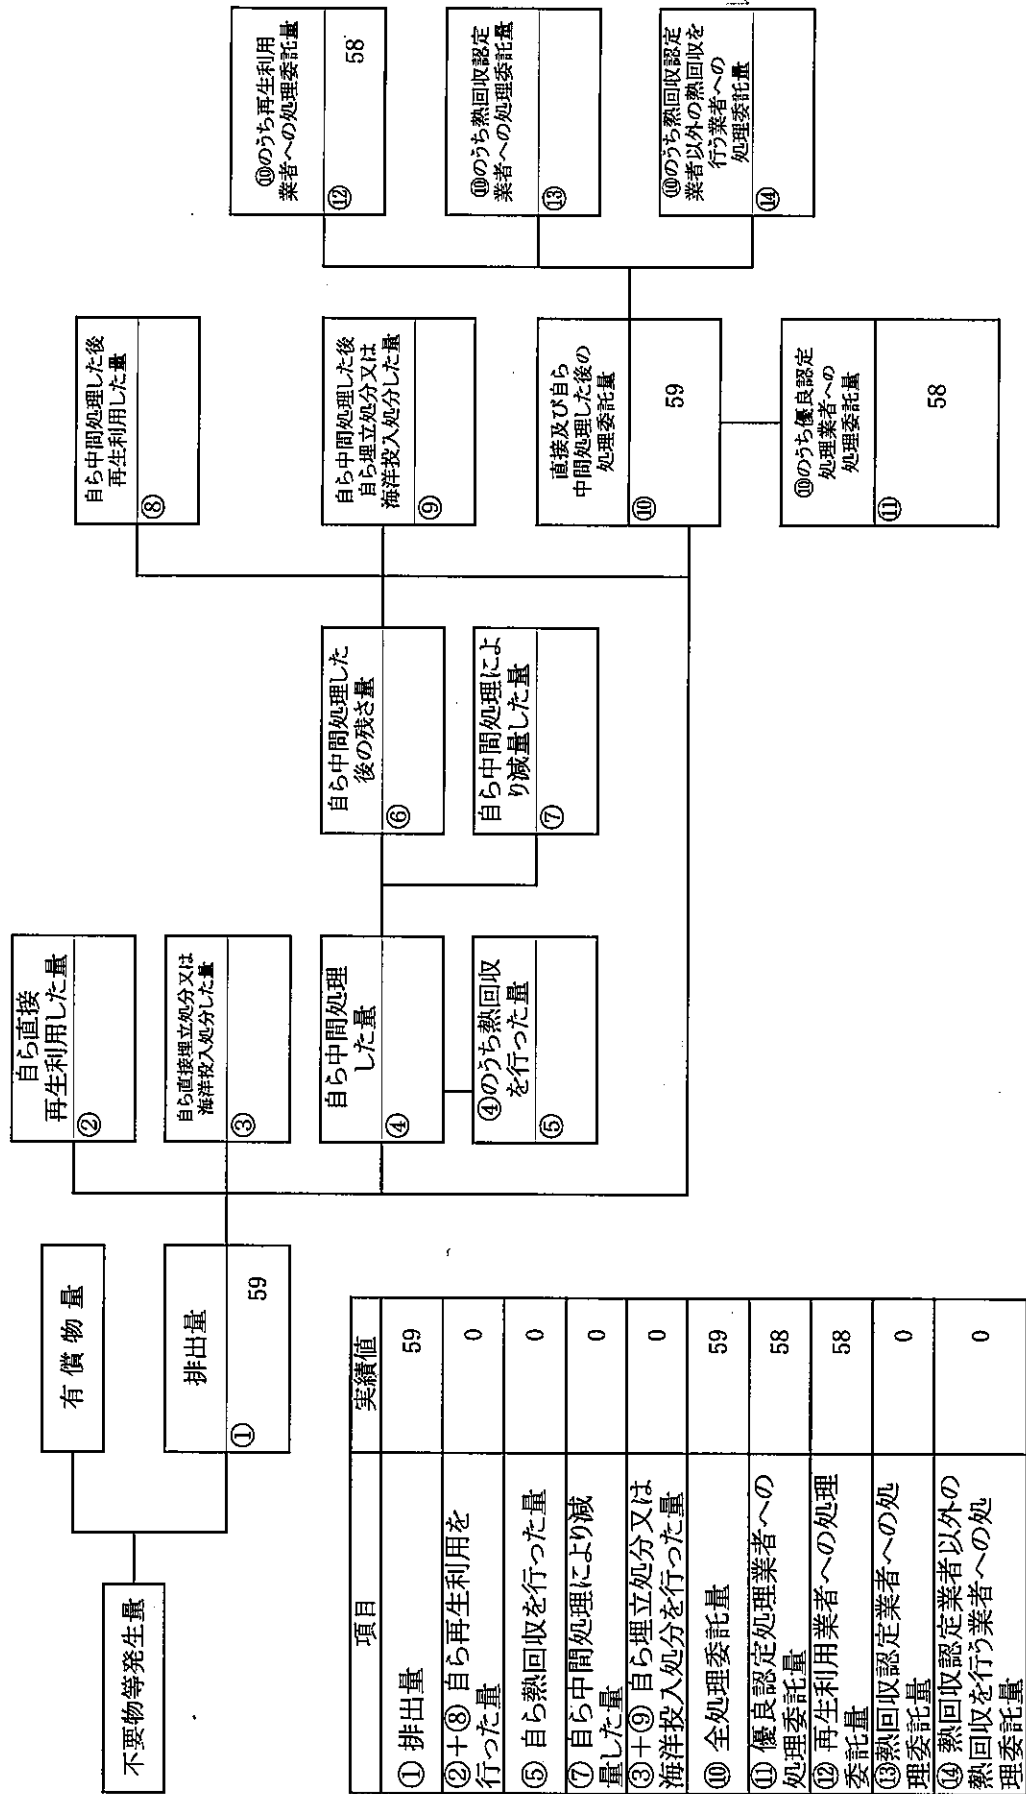 不要物等発生量
有償物量
排出量
①
59
自ら直接
再生利用した量
②
自ら直接埋立処分又は
海洋投入処分した量
③
自ら中間処理
した量
④
④のうち熱回収
を行った量
⑤
自ら中間処理した
後の残さ量
⑥
自ら中間処理によ
り減量した量
⑦
自ら中間処理した後
再生利用した量
⑧
自ら中間処理した後
自ら埋立処分又は
海洋投入処分した量
⑨
直接及び自ら
中間処理した後の
処理委託量
⑩
59
⑩のうち優良認定
処理業者への
処理委託量
⑪
58
⑩のうち再生利用
業者への処理委託量
⑫
58
⑩のうち熱回収認定
業者への処理委託量
⑬
⑩のうち熱回収認定
業者以外の熱回収を
行う業者への
処理委託量
⑭
項目 実績値
①排出量 59
②+⑧ 自ら再生利用を
行った量 0
⑤ 自ら熱回収を行った量 0
⑦ 自ら中間処理により減
量した量 0
③+⑨ 自ら埋立処分又は
海洋投入処分を行った量 0
⑩ 全処理委託量 59
⑪ 優良認定処理業者への
処理委託量 58
⑫ 再生利用業者への処理
委託量 58
⑬熱回収認定業者への処
理委託量 0
⑭ 熱回収認定業者以外の
熱回収を行う業者への処
理委託量 0